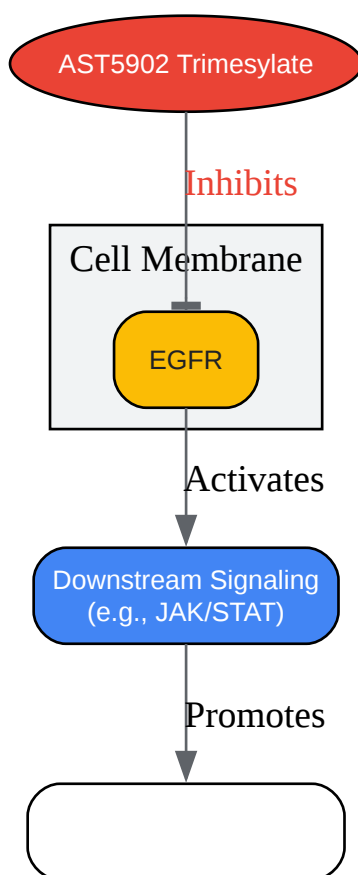 AST5902 Trimesylate
Inhibits
Cell Membrane
EGFR
Activates
Downstream Signaling
(e.g., JAK/STAT)
Promotes